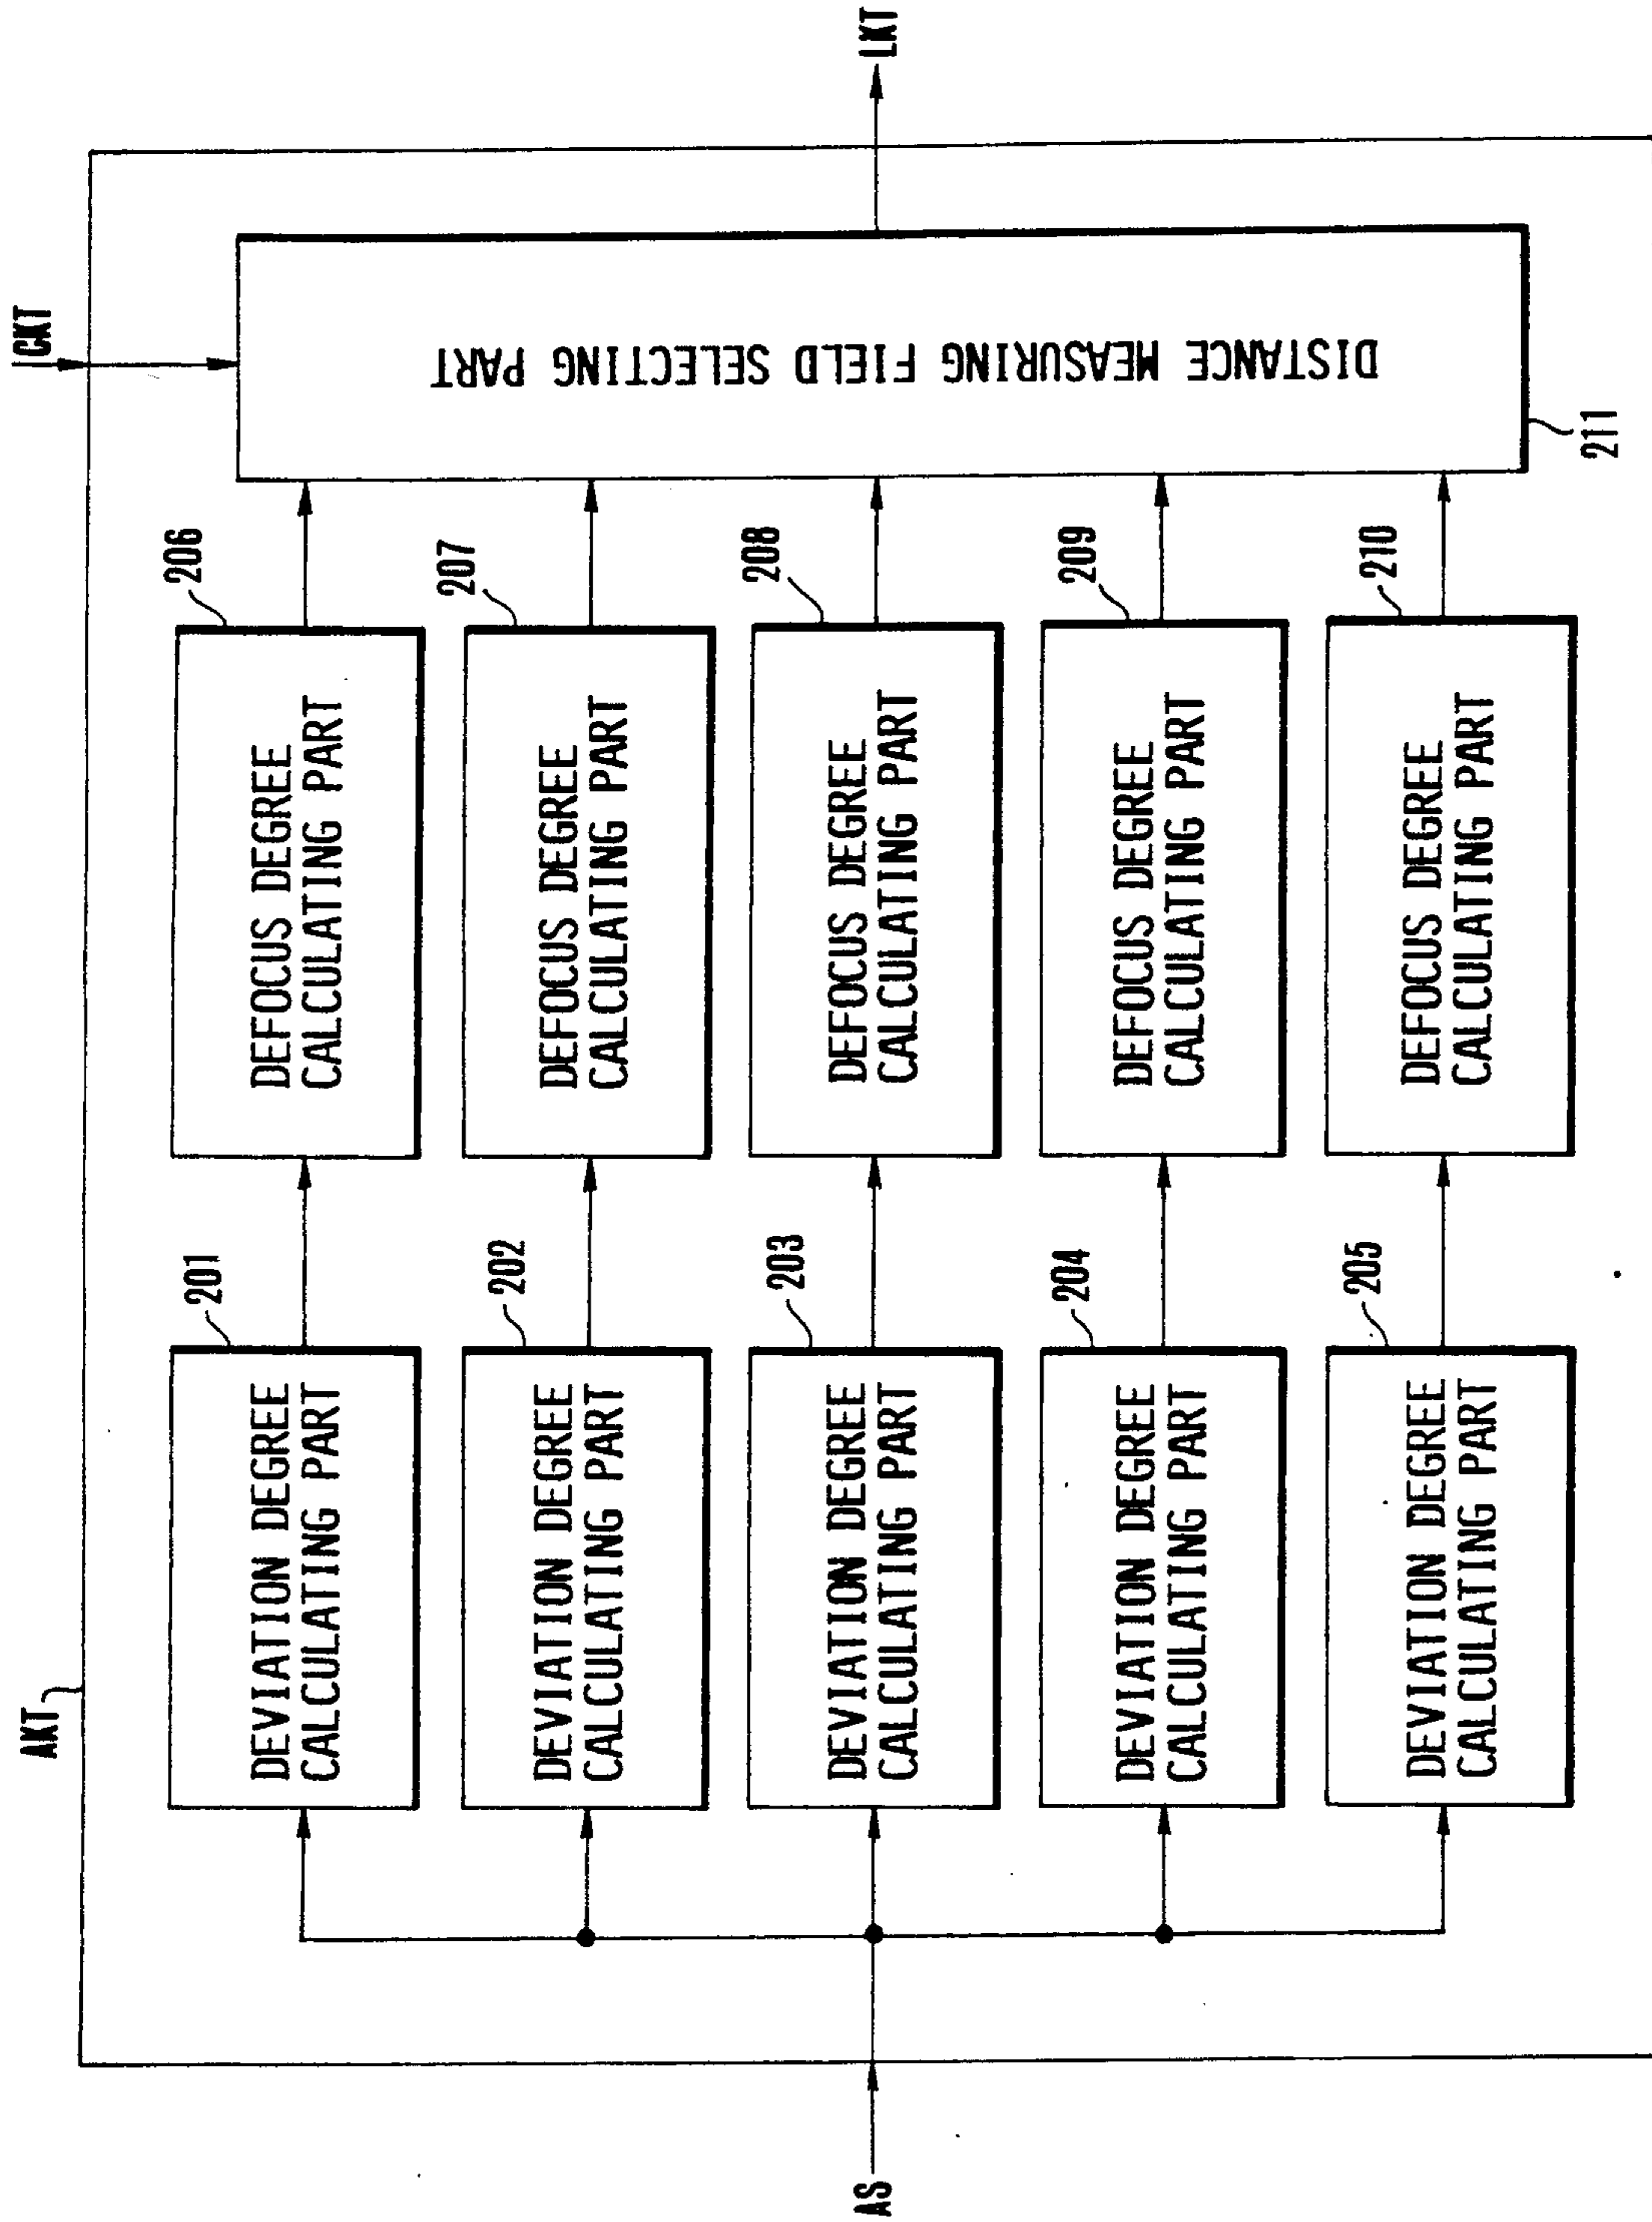 AKT
CKT
AS
LKT
201
DEVIATION DEGREE
CALCULATING PART
202
DEVIATION DEGREE
CALCULATING PART
203
DEVIATION DEGREE
CALCULATING PART
204
DEVIATION DEGREE
CALCULATING PART
205
DEVIATION DEGREE
CALCULATING PART
206
DEFOCUS DEGREE
CALCULATING PART
207
DEFOCUS DEGREE
CALCULATING PART
208
DEFOCUS DEGREE
CALCULATING PART
209
DEFOCUS DEGREE
CALCULATING PART
210
DEFOCUS DEGREE
CALCULATING PART
DISTANCE MEASURING FIELD SELECTING PART
211